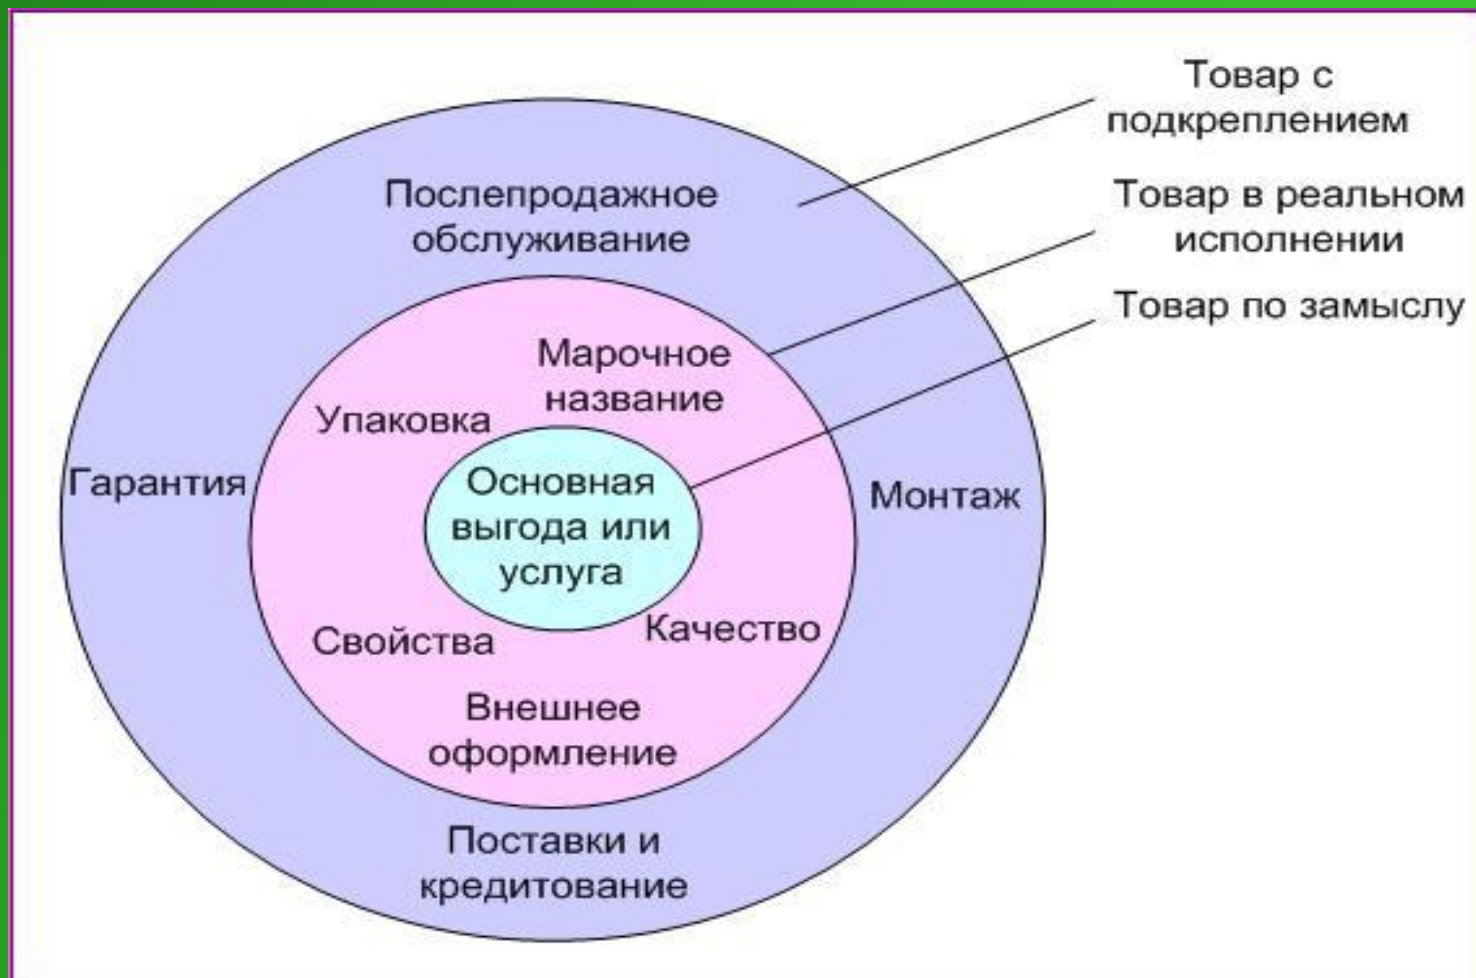 Товар с
подкреплением
Товар в реальном
исполнении
Товар по замыслу
Послепродажное
обслуживание
Марочное
название
Упаковка
Гарантия
Основная
выгода или
услуга
Монтаж
Свойства
Качество
Внешнее
оформление
Поставки и
кредитование